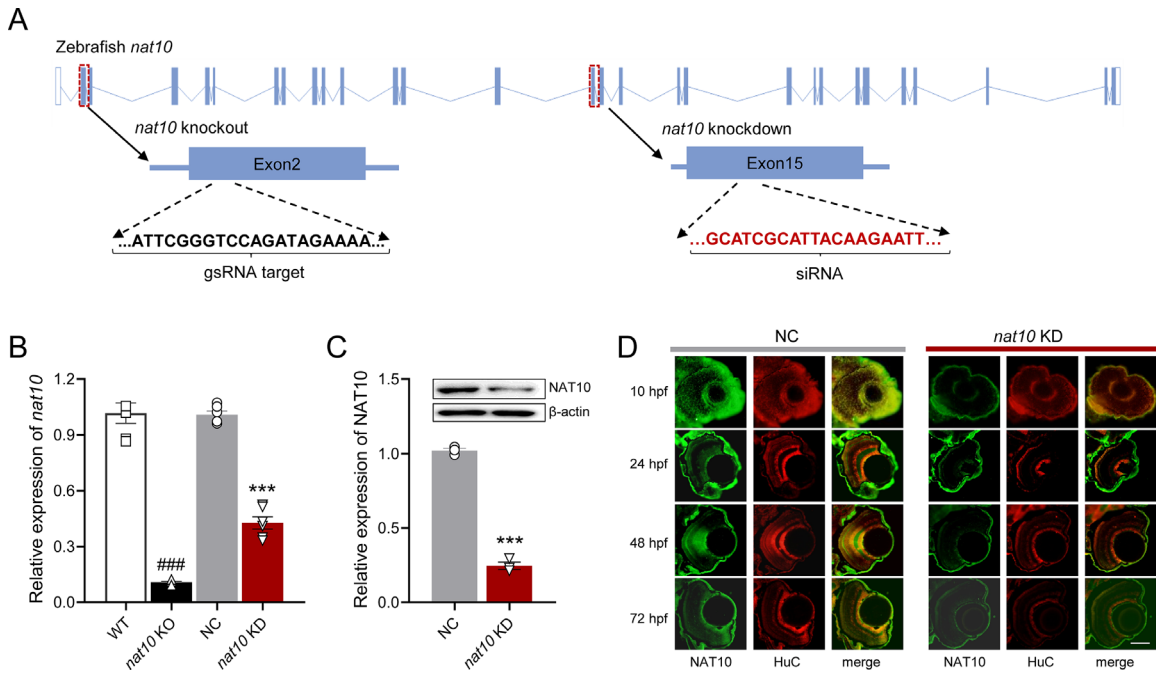 A
Zebrafish nat10
nat10 knockout
nat10 knockdown
Exon2
Exon15
...ATTCGGGTCCAGATAGAAAA...
...GCATCGCATTACAAGAATT...
gsRNA target
siRNA
B
Relative expression of nat10
1.2
0.9
0.6
0.3
0.0
###
***
WT
nat10 KO
NC
nat10 KD
C
Relative expression of NAT10
1.5
1.0
0.5
0.0
NAT10
β-actin
***
NC
nat10 KD
D
NC
nat10 KD
10 hpf
24 hpf
48 hpf
72 hpf
NAT10
HuC
merge
NAT10
HuC
merge